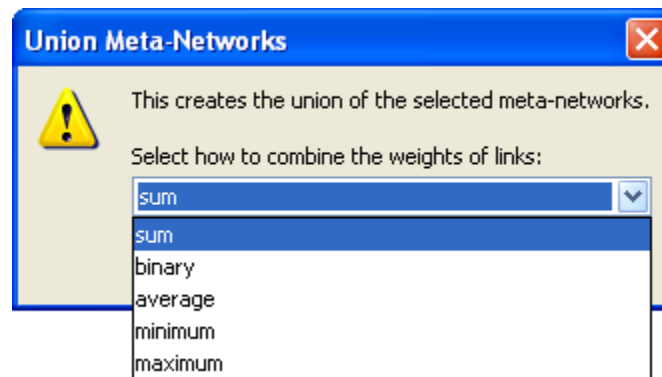 Union Meta-Networks
This creates the union of the selected meta-networks.
Select how to combine the weights of links:
sum
sum
binary
average
minimum
maximum